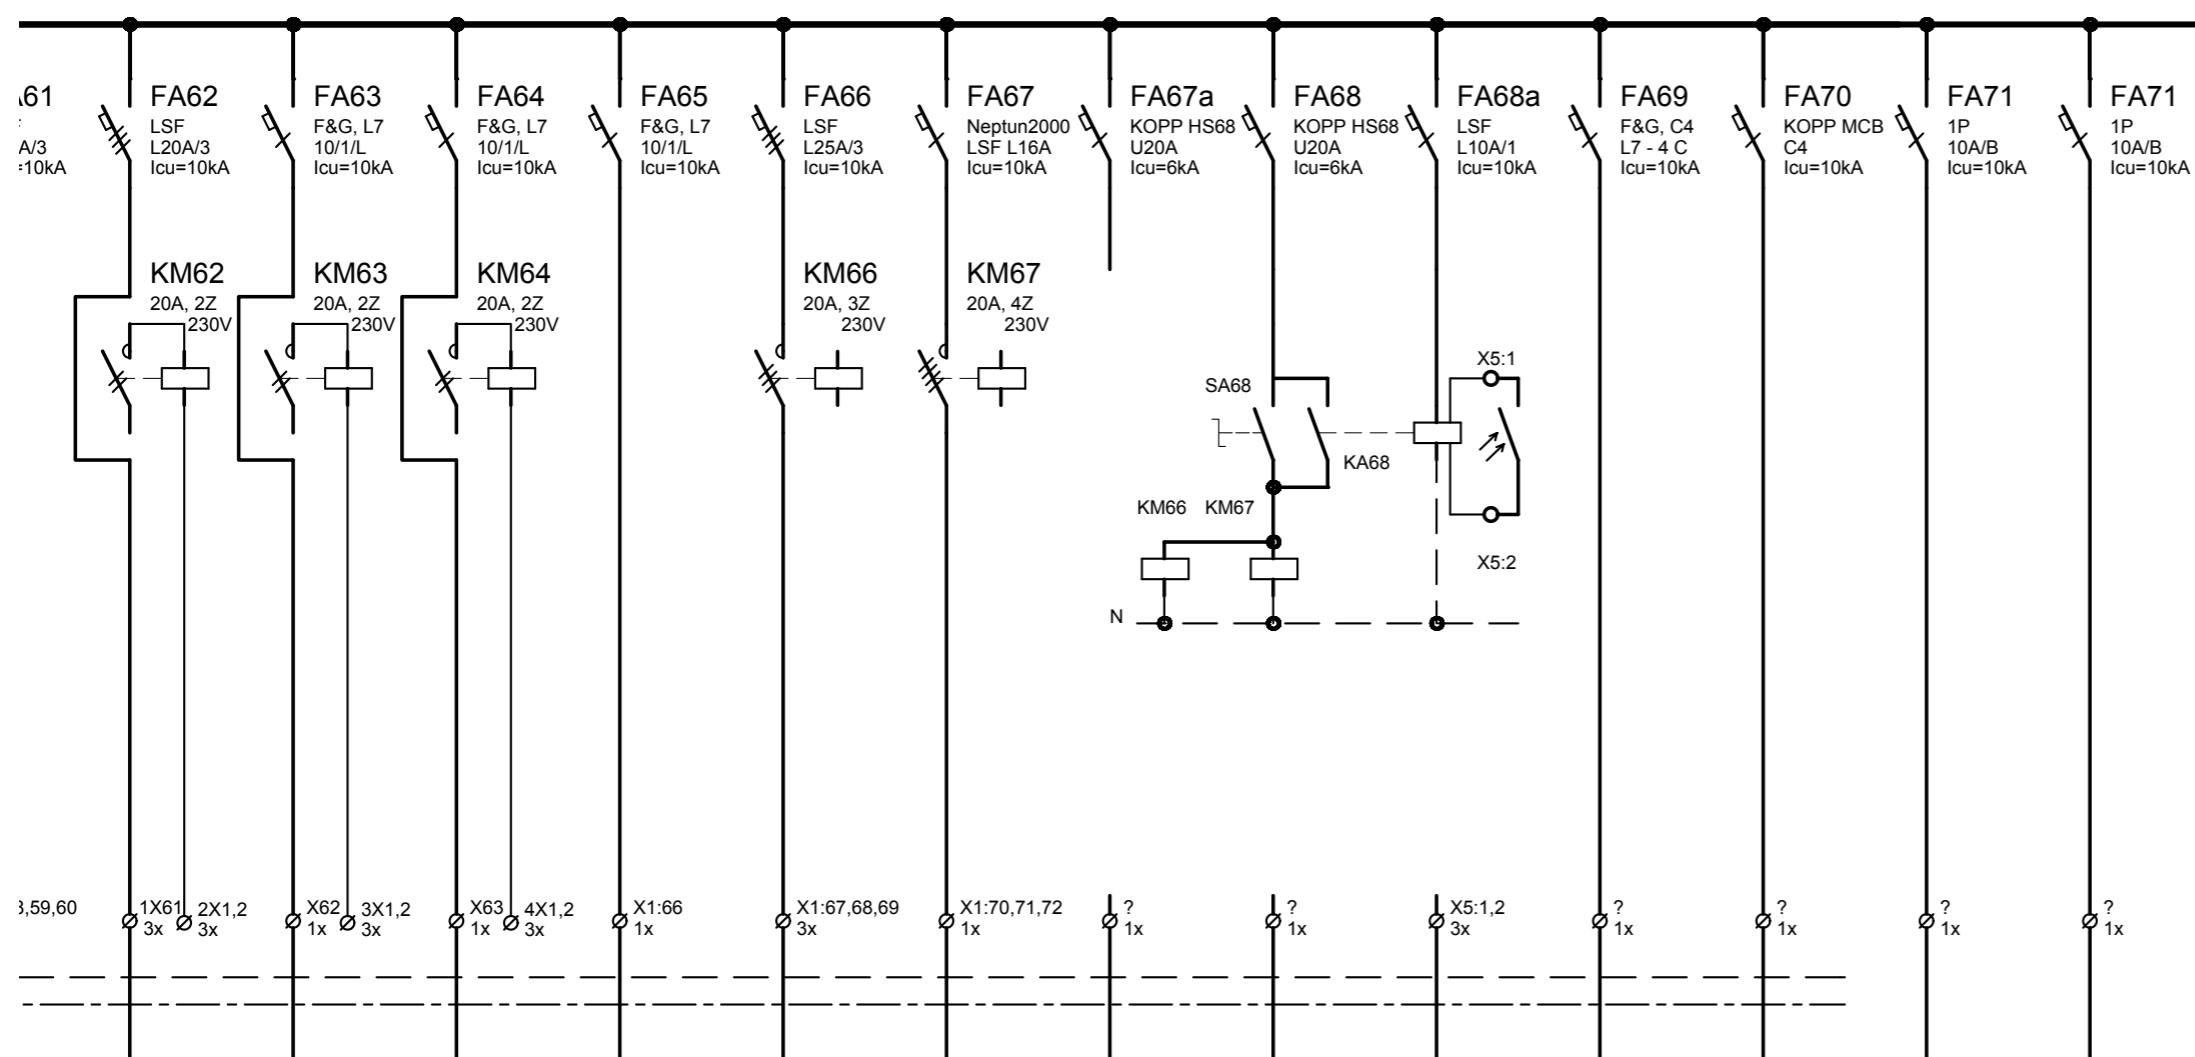 FA62
LSF
L20A/3
Icu=10kA
FA63
F&G, L7
10/1/L
Icu=10kA
FA64
F&G, L7
10/1/L
Icu=10kA
FA65
F&G, L7
10/1/L
Icu=10kA
FA66
LSF
L25A/3
Icu=10kA
FA67
Neptun2000
LSF L16A
Icu=10kA
FA67a
KOPP HS68
U20A
Icu=6kA
FA68
KOPP HS68
U20A
Icu=6kA
FA68a
LSF
L10A/1
Icu=10kA
FA69
F&G, C4
L7 - 4 C
Icu=10kA
FA70
KOPP MCB
C4
Icu=10kA
FA71
1P
10A/B
Icu=10kA
FA71
1P
10A/B
Icu=10kA
61
A/3
=10kA
KM62
20A, 2Z
230V
KM63
20A, 2Z
230V
KM64
20A, 2Z
230V
KM66
20A, 3Z
230V
KM67
20A, 4Z
230V
SA68
KA68
X5:1
X5:2
KM66 KM67
N
,59,60
1X61
3x
2X1,2
3x
X62
1x
3X1,2
3x
X63
1x
4X1,2
3x
X1:66
1x
X1:67,68,69
3x
X1:70,71,72
1x
?
1x
?
1x
X5:1,2
3x
?
1x
?
1x
?
1x
?
1x